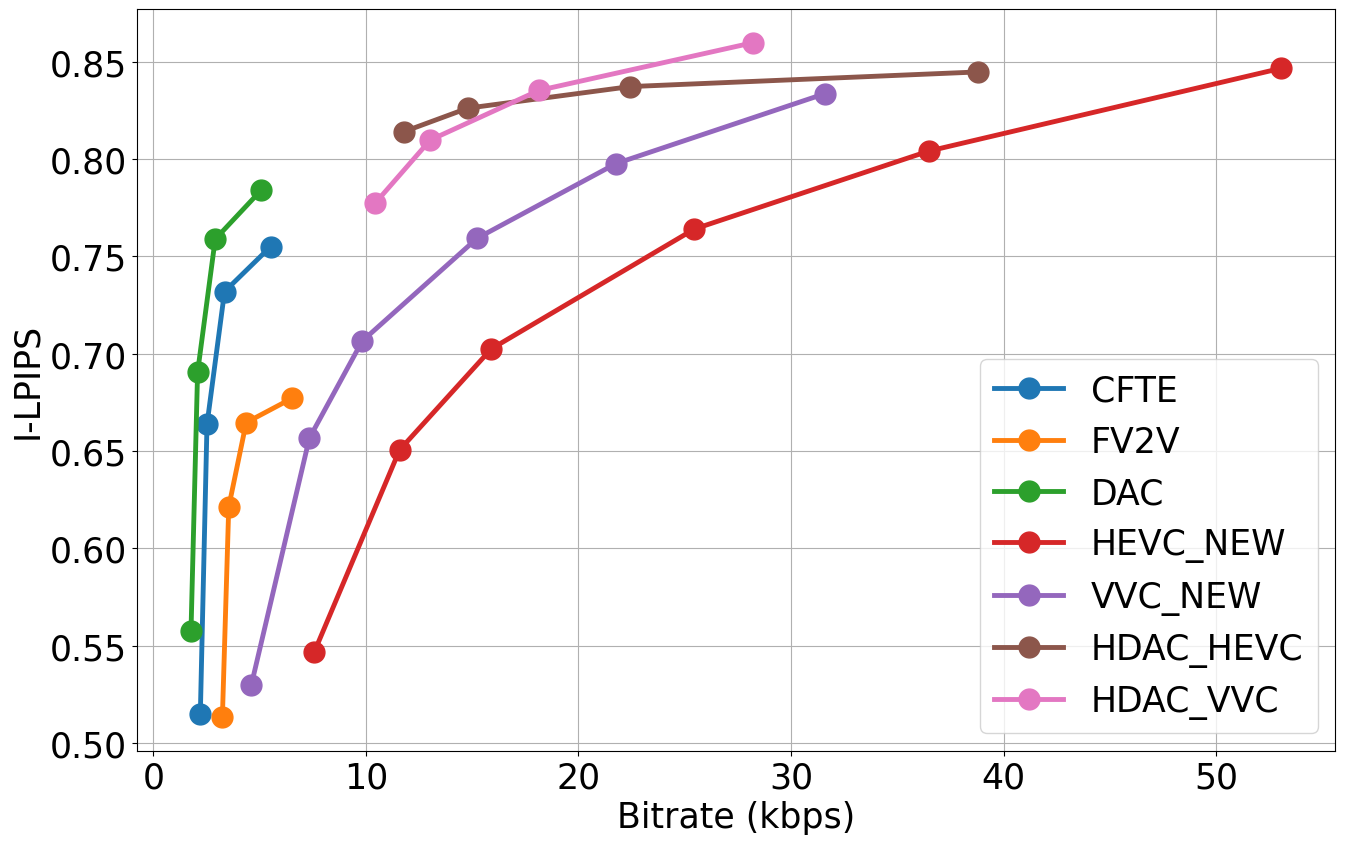 0.85
0.80
0.75
0.70
0.65
0.60
0.55
0.50
I-LPIPS
0 10 20 30 40 50
Bitrate (kbps)
CFTE
FV2V
DAC
HEVC_NEW
VVC_NEW
HDAC_HEVC
HDAC_VVC